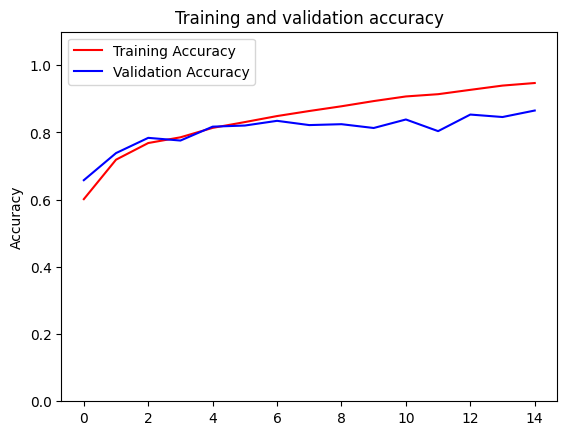 Training and validation accuracy
Training Accuracy
Validation Accuracy
Accuracy
1.0
0.8
0.6
0.4
0.2
0.0
0 2 4 6 8 10 12 14